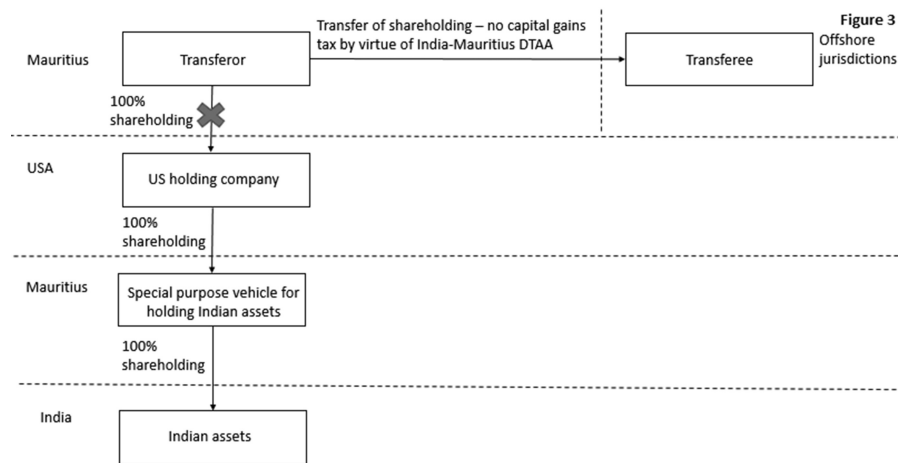 Figure 3
Transfer of shareholding – no capital gains
tax by virtue of India-Mauritius DTAA
Offshore
jurisdictions
Mauritius
Transferor
Transferee
100%
shareholding
USA
US holding company
100%
shareholding
Mauritius
Special purpose vehicle for
holding Indian assets
100%
shareholding
India
Indian assets